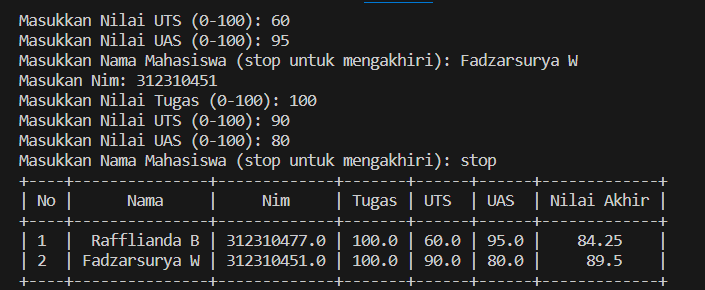 Masukkan Nilai UTS (0-100): 60
Masukkan Nilai UAS (0-100): 95
Masukkan Nama Mahasiswa (stop untuk mengakhiri): Fadzarsurya W
Masukan Nim: 312310451
Masukkan Nilai Tugas (0-100): 100
Masukkan Nilai UTS (0-100): 90
Masukkan Nilai UAS (0-100): 80
Masukkan Nama Mahasiswa (stop untuk mengakhiri): stop
+----+---------------+-------------+-------+------+------+-------------+
| No | Nama | Nim | Tugas | UTS | UAS | Nilai Akhir |
+----+---------------+-------------+-------+------+------+-------------+
| 1 | Rafflianda B | 312310477.0 | 100.0 | 60.0 | 95.0 | 84.25 |
| 2 | Fadzarsurya W | 312310451.0 | 100.0 | 90.0 | 80.0 | 89.5 |
+----+---------------+-------------+-------+------+------+-------------+